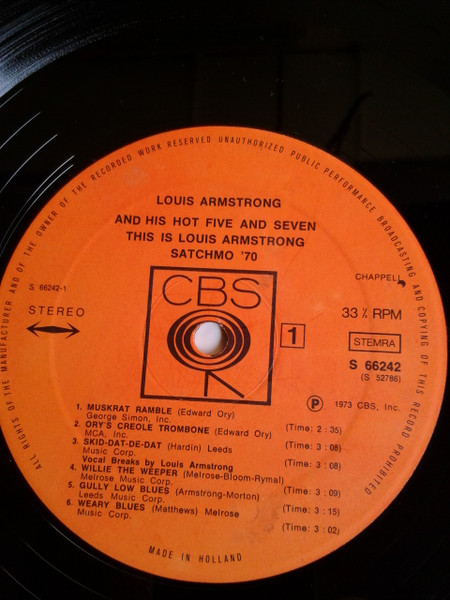 ALL RIGHTS OF THE MANUFACTURER AND OF THE OWNER OF THE RECORDED WORK RESERVED UNAUTHORIZED PUBLIC PERFORMANCE BROADCASTING AND COPYING OF THIS RECORD PROHIBITED
LOUIS ARMSTRONG
AND HIS HOT FIVE AND SEVEN
THIS IS LOUIS ARMSTRONG
SATCHMO '70
CHAPPELL
S 66242-1
CBS
STEREO
1
33⅓ RPM
STEMRA
S 66242
(S 52786)
℗ 1973 CBS, Inc.
1. MUSKRAT RAMBLE (Edward Ory)
George Simon, Inc. (Time: 2:35)
2. ORY'S CREOLE TROMBONE (Edward Ory)
MCA, Inc. (Time: 3:08)
3. SKID-DAT-DE-DAT (Hardin) Leeds
Music Corp. (Time: 3:08)
Vocal Breaks by Louis Armstrong
4. WILLIE THE WEEPER (Melrose-Bloom-Rymal)
Melrose Music Corp. (Time: 3:09)
5. GULLY LOW BLUES (Armstrong-Morton)
Leeds Music Corp. (Time: 3:15)
6. WEARY BLUES (Matthews) Melrose
Music Corp. (Time: 3:02)
MADE IN HOLLAND